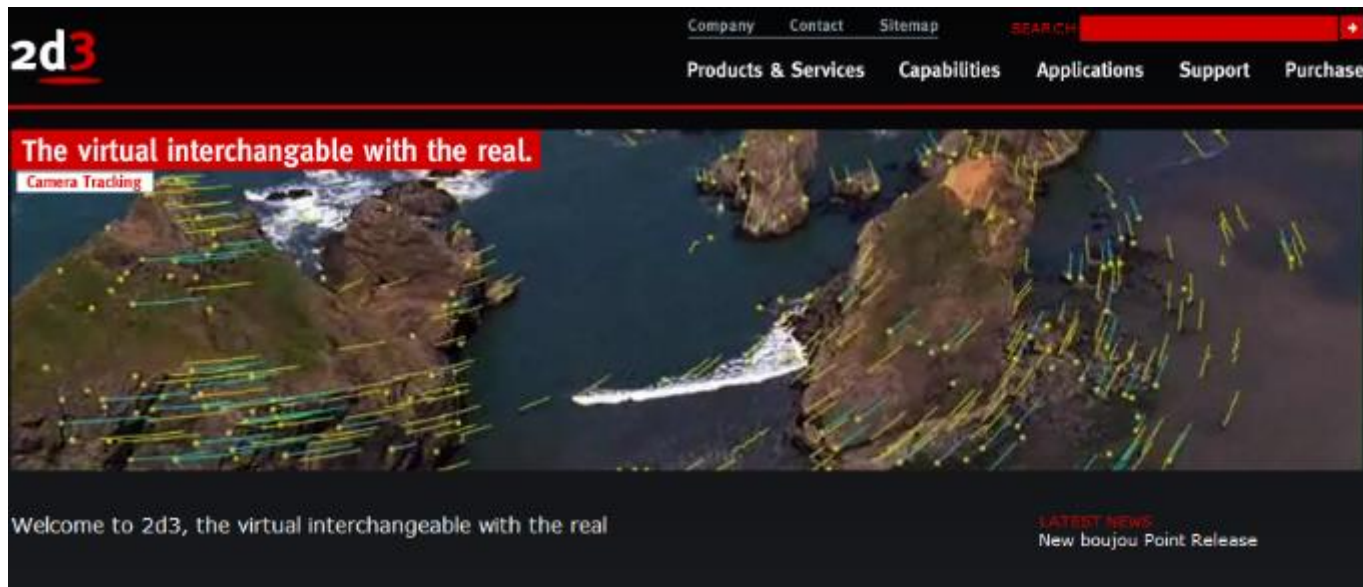 2d3
Company Contact Sitemap
SEARCH
Products & Services Capabilities Applications Support Purchase
The virtual interchangable with the real.
Camera Tracking
Welcome to 2d3, the virtual interchangeable with the real
LATEST NEWS
New boujou Point Release